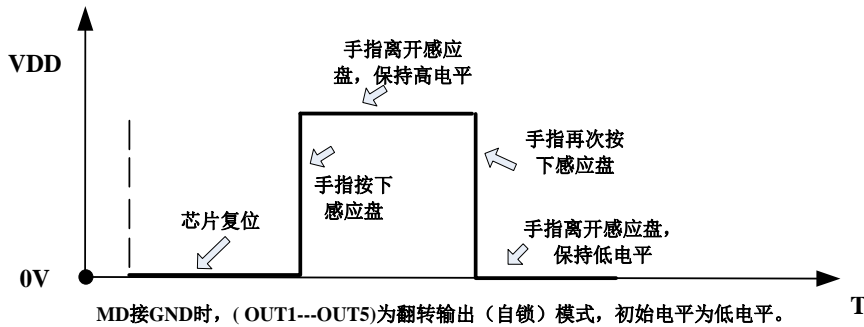 VDD
手指离开感应
盘，保持高电平
手指再次按
下感应盘
手指按下
感应盘
芯片复位
手指离开感应盘，
保持低电平
0V
T
MD接GND时，( OUT1---OUT5)为翻转输出（自锁）模式，初始电平为低电平。